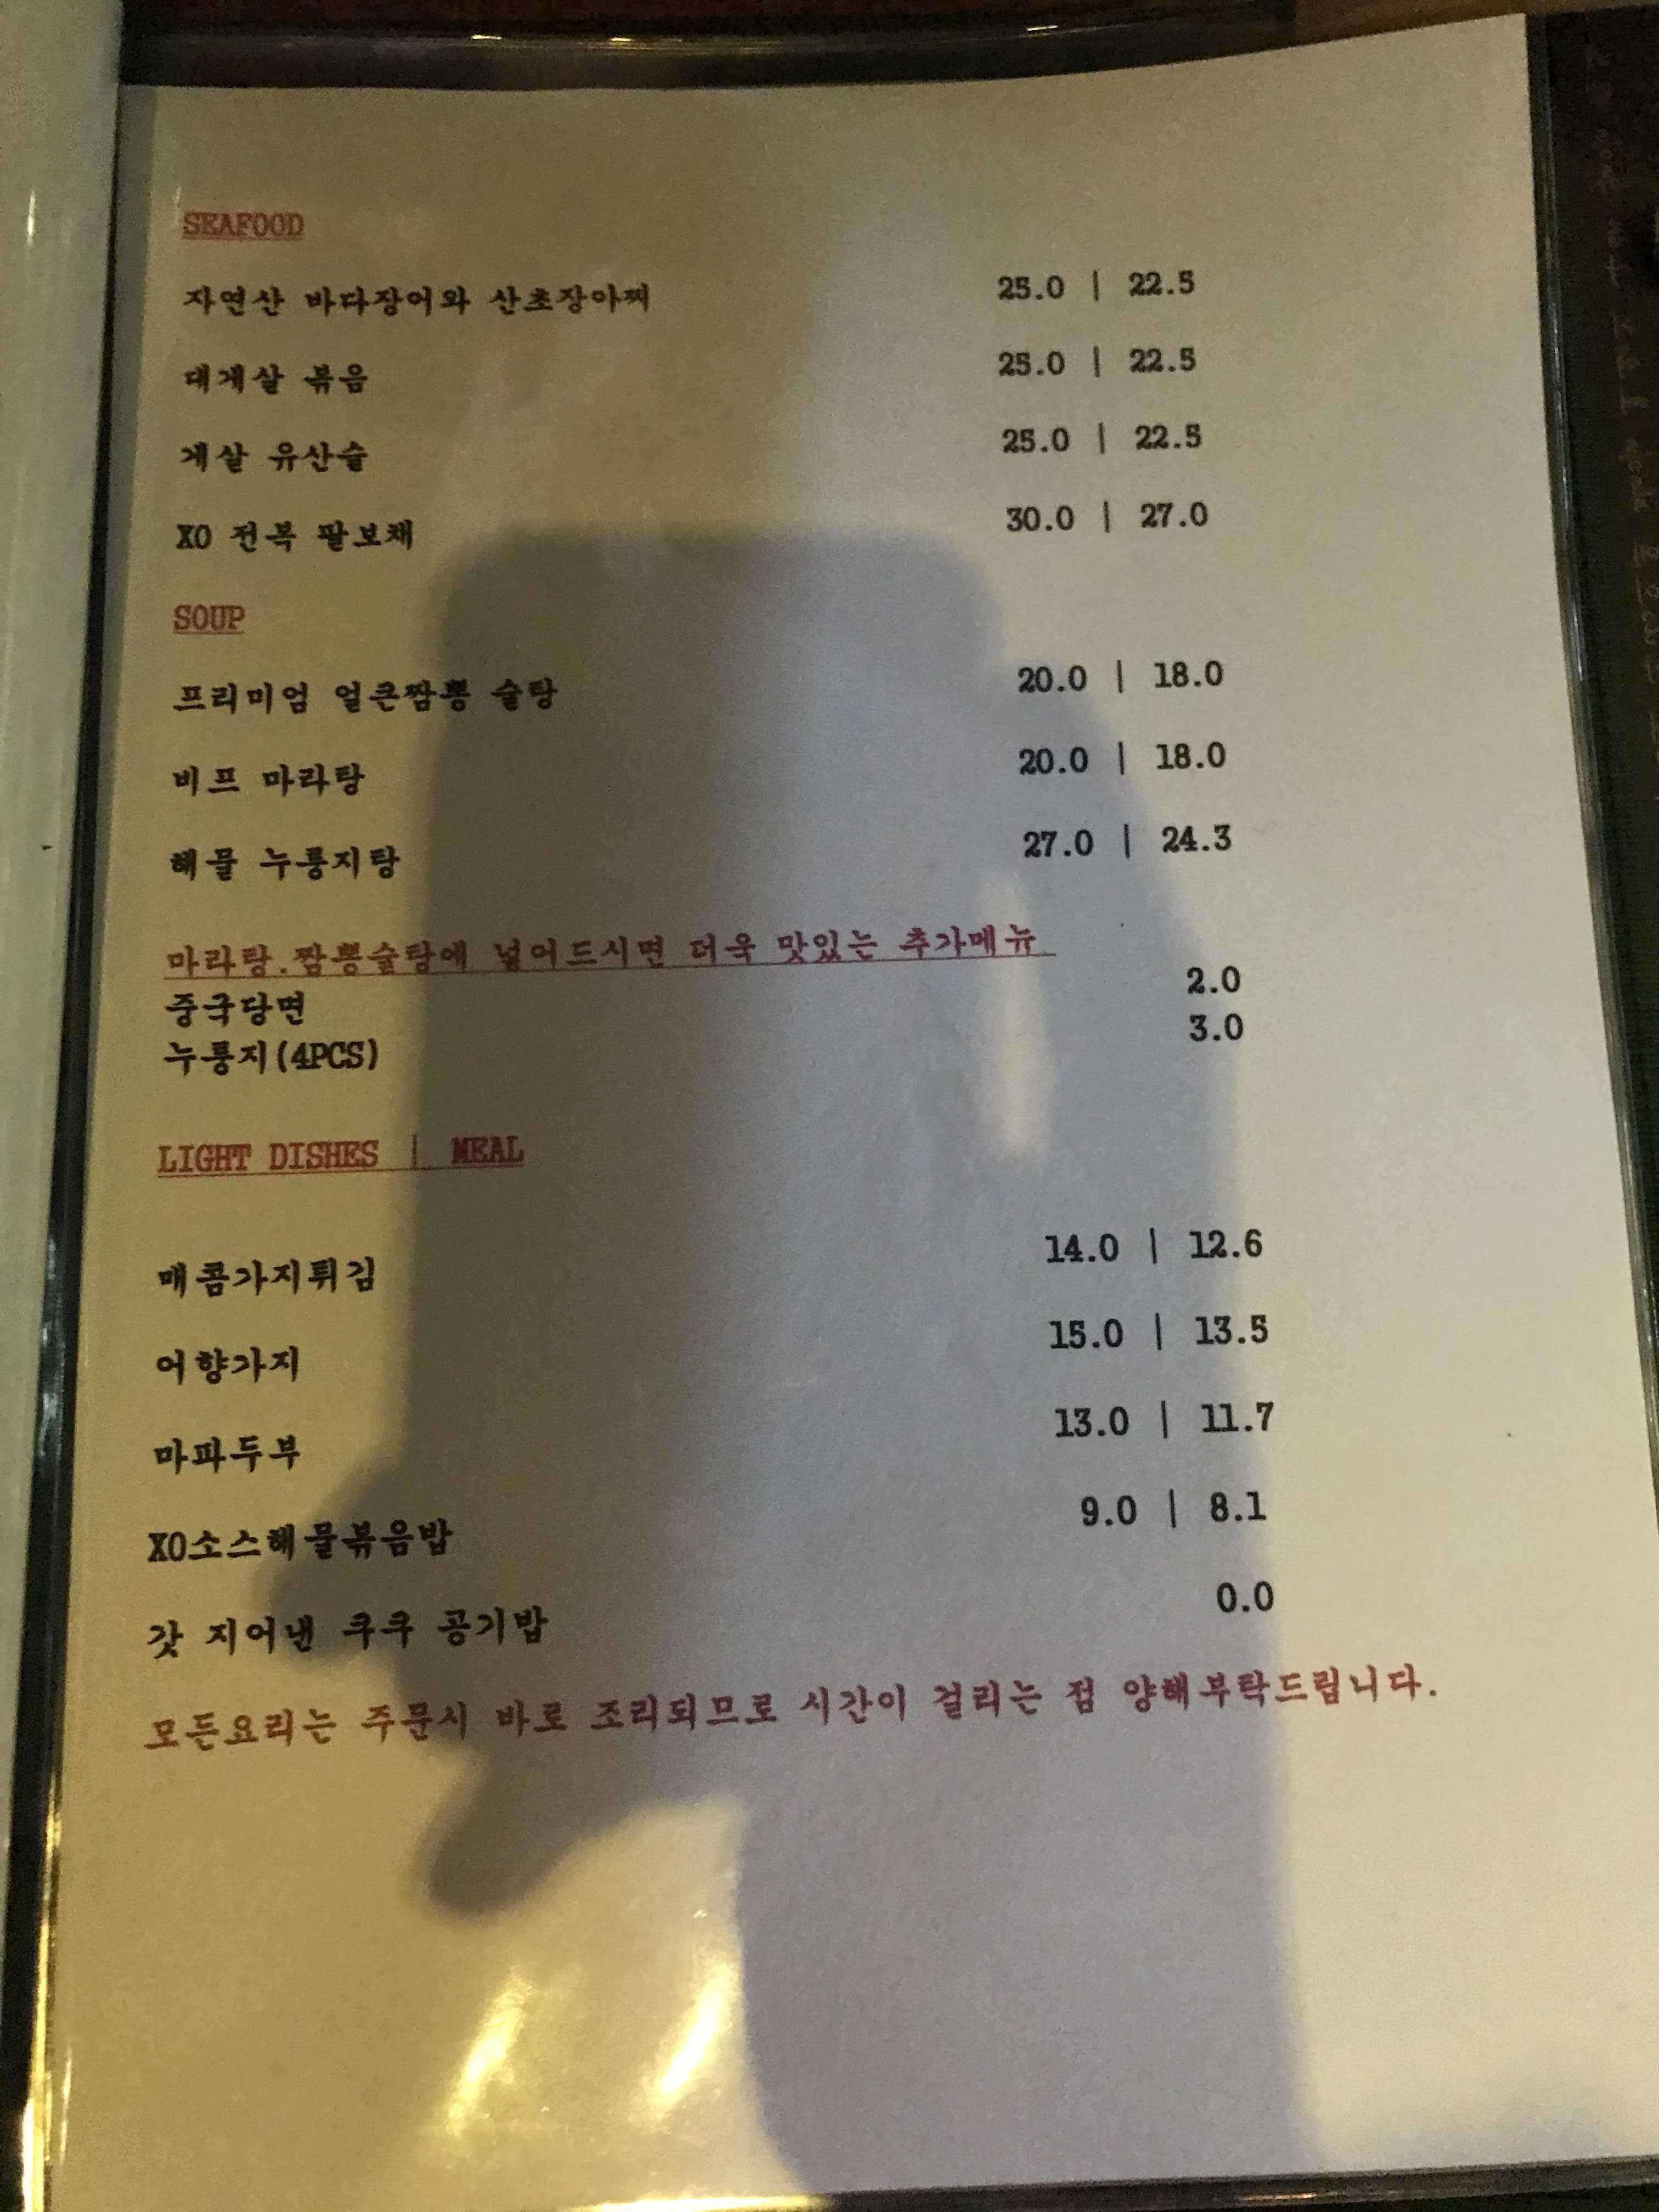 SEAFOOD
자연산 바다장어와 산초장아찌 25.0 | 22.5
대게살 볶음 25.0 | 22.5
게살 유산슬 25.0 | 22.5
XO 전복 팔보채 30.0 | 27.0
SOUP
프리미엄 얼큰짬뽕 술탕 20.0 | 18.0
비프 마라탕 20.0 | 18.0
해물 누룽지탕 27.0 | 24.3
마라탕.짬뽕술탕에 넣어드시면 더욱 맛있는 추가메뉴
중국당면 2.0
누룽지(4PCS) 3.0
LIGHT DISHES | MEAL
매콤가지튀김 14.0 | 12.6
어향가지 15.0 | 13.5
마파두부 13.0 | 11.7
XO소스해물볶음밥 9.0 | 8.1
갓 지어낸 쿠쿠 공기밥 0.0
모든요리는 주문시 바로 조리되므로 시간이 걸리는 점 양해부탁드립니다.